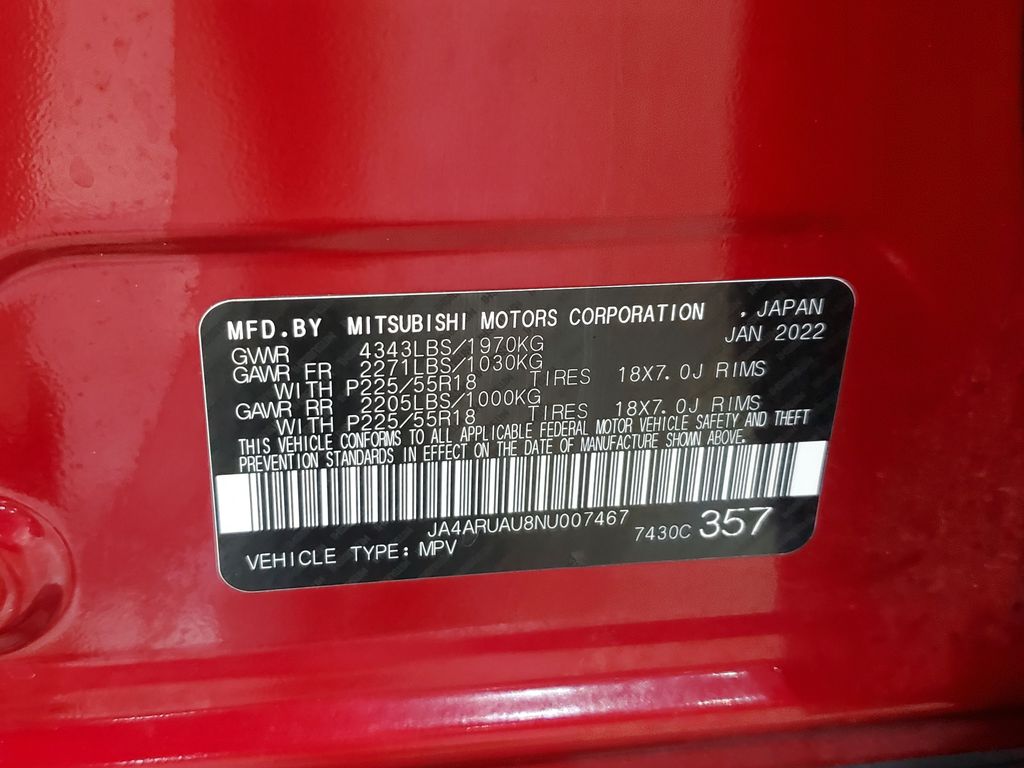 MFD.BY MITSUBISHI MOTORS CORPORATION . JAPAN
JAN 2022
GVWR 4343LBS/1970KG
GAWR FR 2271LBS/1030KG
WITH P225/55R18 TIRES 18X7.0J RIMS
GAWR RR 2205LBS/1000KG
WITH P225/55R18 TIRES 18X7.0J RIMS
THIS VEHICLE CONFORMS TO ALL APPLICABLE FEDERAL MOTOR VEHICLE SAFETY AND THEFT
PREVENTION STANDARDS IN EFFECT ON THE DATE OF MANUFACTURE SHOWN ABOVE.
JA4ARUAU8NU007467
7430C 357
VEHICLE TYPE: MPV